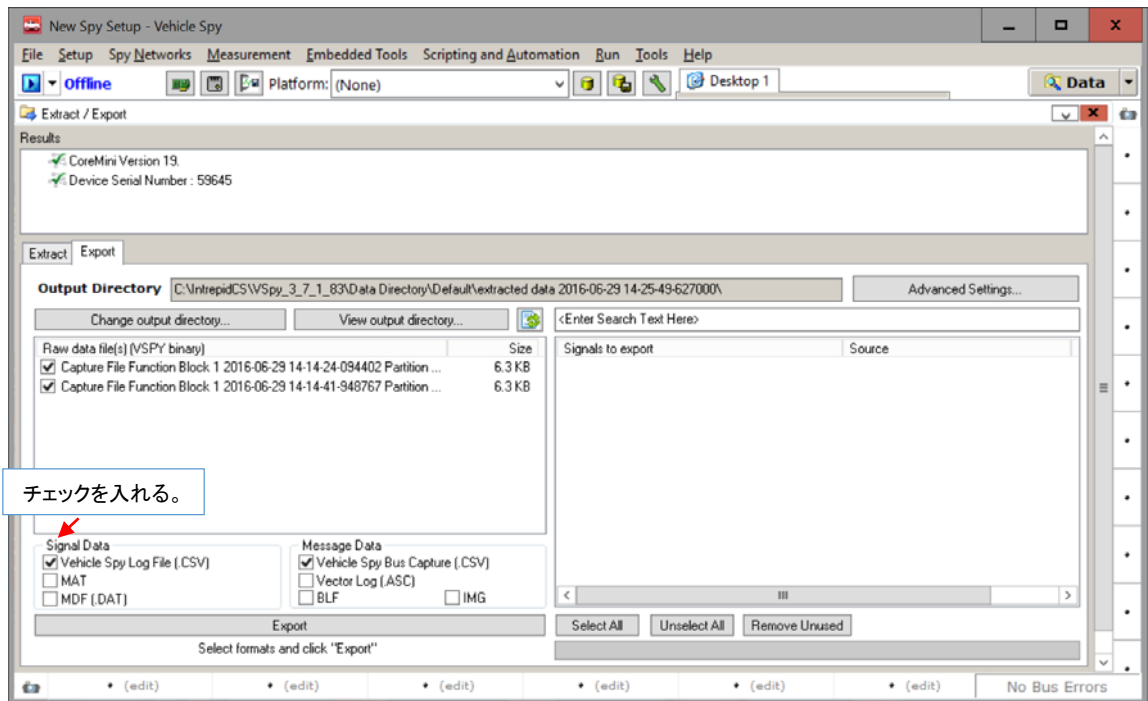 New Spy Setup - Vehicle Spy
File Setup Spy Networks Measurement Embedded Tools Scripting and Automation Run Tools Help
Offline Platform: (None) Desktop 1 Data
Extract / Export
Results
CoreMini Version 19.
Device Serial Number : 59645
Extract Export
Output Directory C:\IntrepidCS\VSpy_3_7_1_83\Data Directory\Default\extracted data 2016-06-29 14-25-49-627000\ Advanced Settings...
Change output directory... View output directory... <Enter Search Text Here>
Raw data file(s) (VSPY binary) Size Signals to export Source
Capture File Function Block 1 2016-06-29 14-14-24-094402 Partition ... 6.3 KB
Capture File Function Block 1 2016-06-29 14-14-41-948767 Partition ... 6.3 KB
チェックを入れる。
Signal Data Message Data
Vehicle Spy Log File (.CSV) Vehicle Spy Bus Capture (.CSV)
MAT Vector Log (.ASC)
MDF (.DAT) BLF IMG
Export Select All Unselect All Remove Unused
Select formats and click "Export"
(edit) (edit) (edit) (edit) (edit) (edit) No Bus Errors